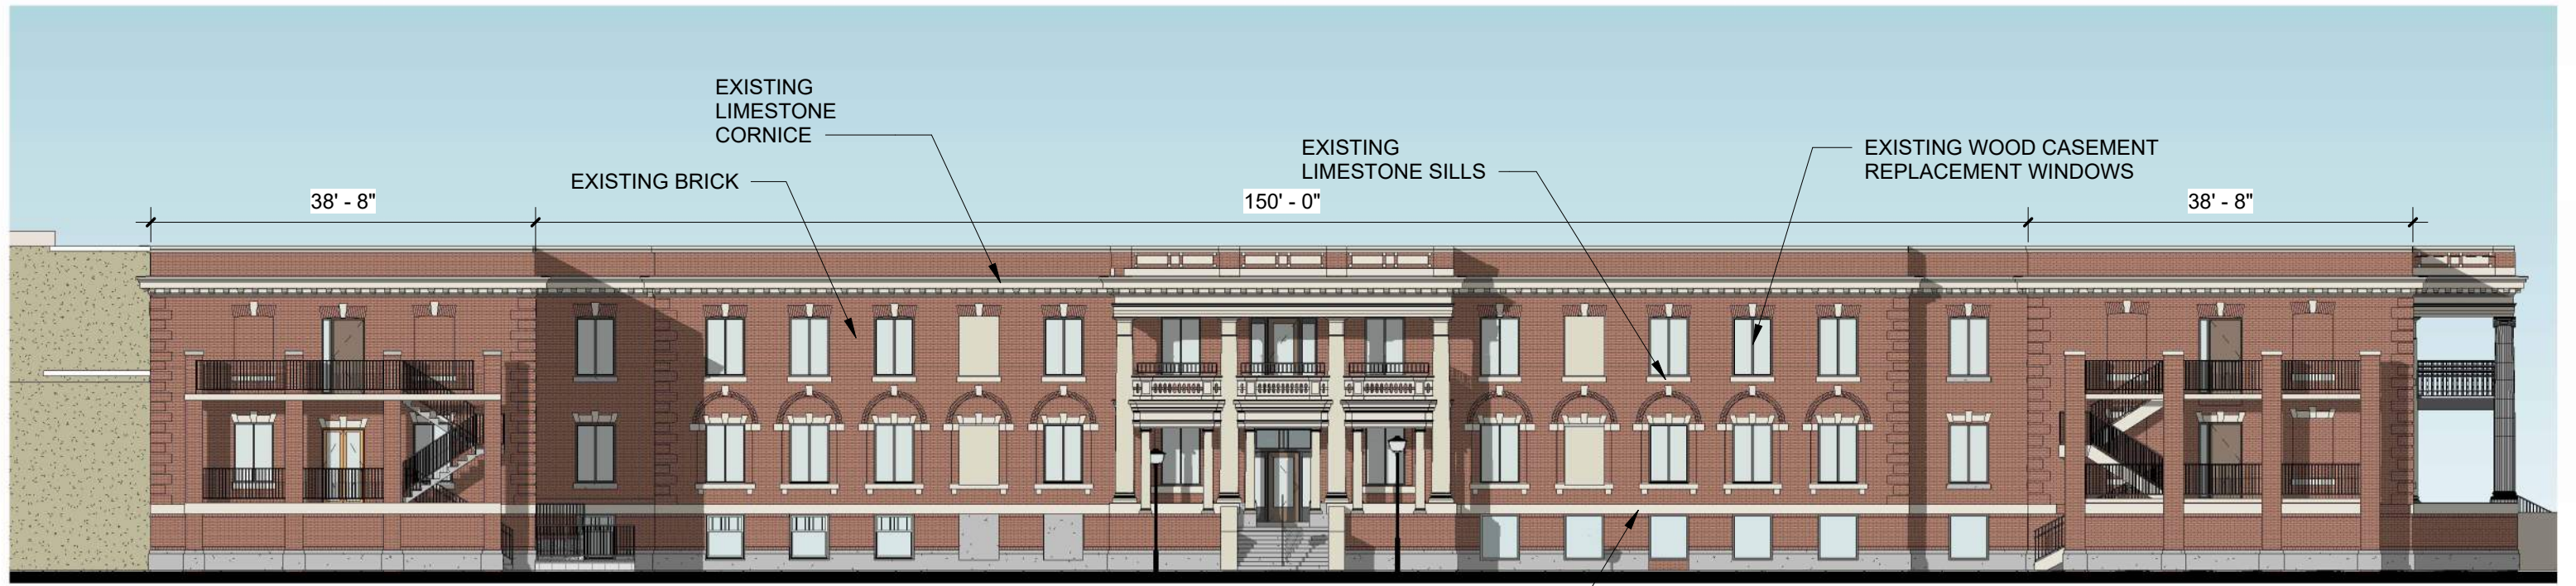 EXISTING
LIMESTONE
CORNICE
EXISTING BRICK
EXISTING
LIMESTONE SILLS
EXISTING WOOD CASEMENT
REPLACEMENT WINDOWS
38' - 8"
150' - 0"
38' - 8"